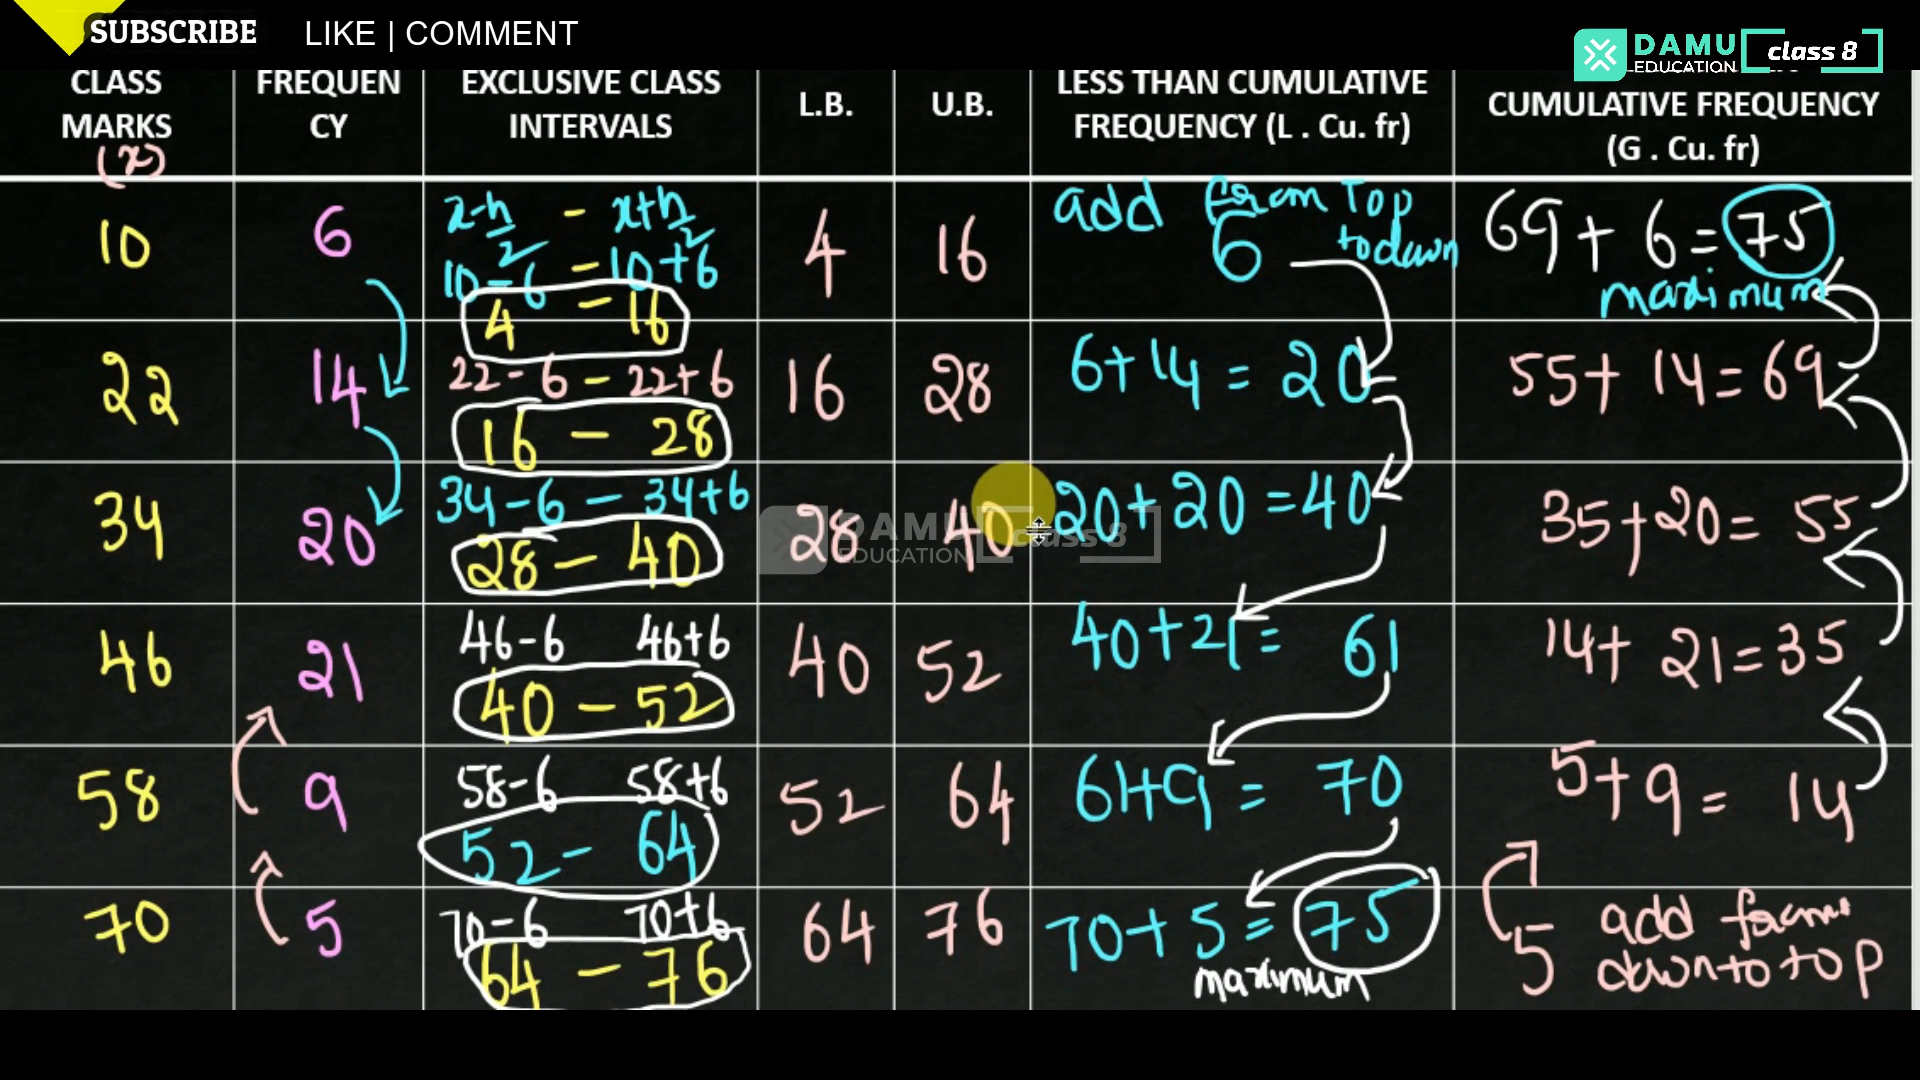 SUBSCRIBE LIKE | COMMENT
DAMU EDUCATION class 8
CLASS MARKS (x)
FREQUEN CY
EXCLUSIVE CLASS INTERVALS
L.B.
U.B.
LESS THAN CUMULATIVE FREQUENCY (L . Cu. fr)
CUMULATIVE FREQUENCY (G . Cu. fr)
10
6
x-h/2 - x+h/2
10-6 - 10+6
4 - 16
4
16
add from Top to down
6
69+ 6 = 75
maximum
22
14
22-6 - 22+6
16 - 28
16
28
6+14 = 20
55+ 14 = 69
34
20
34-6 - 34+6
28 - 40
28
40
20+20 = 40
35+20 = 55
DAMU EDUCATION class 8
46
21
46-6 46+6
40 - 52
40
52
40+21 = 61
14+ 21 = 35
58
9
58-6 58+6
52 - 64
52
64
61+9 = 70
5+9 = 14
70
5
70-6 70+6
64 - 76
64
76
70+5 = 75
maximum
5
add from
down to top